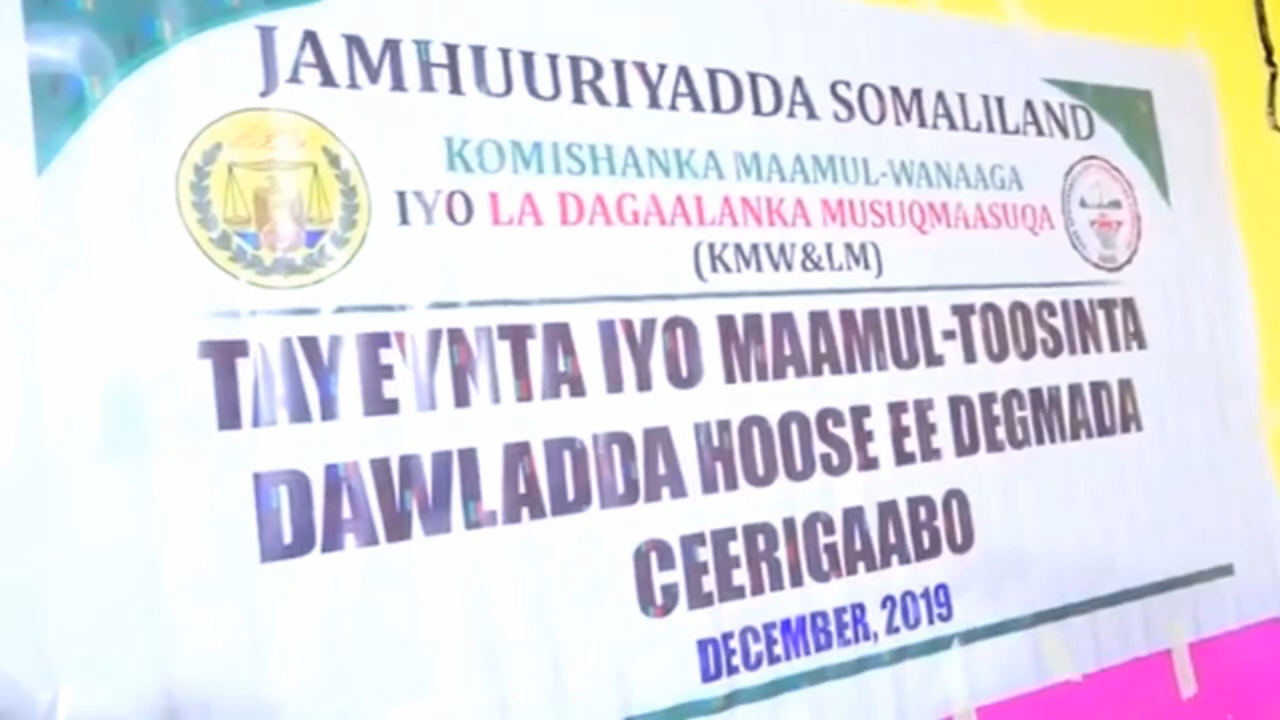 JAMHUURIYADDA SOMALILAND
KOMISHANKA MAAMUL-WANAAGA
IYO LA DAGAALANKA MUSUQMAASUQA
(KMW&LM)
TAYEYNTA IYO MAAMUL-TOOSINTA
DAWLADDA HOOSE EE DEGMADA
CEERIGAABO
DECEMBER, 2019